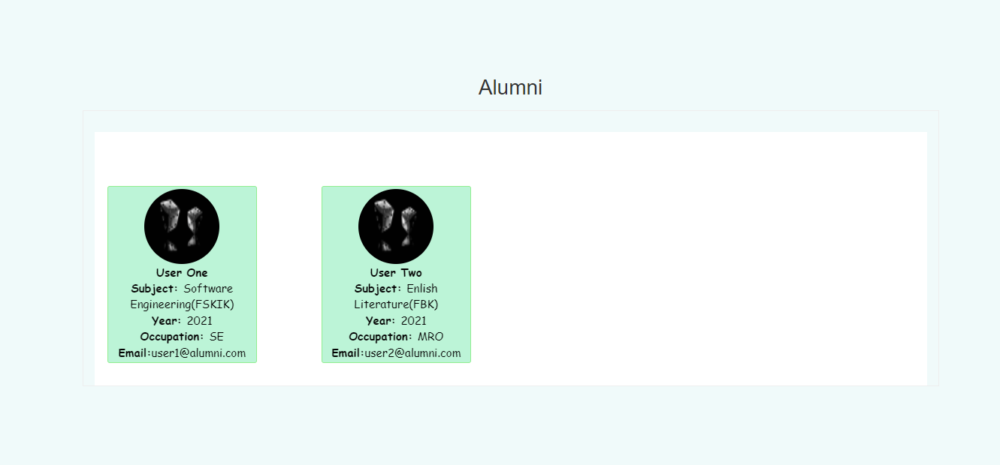 Alumni
User One
Subject: Software
Engineering(FSKIK)
Year: 2021
Occupation: SE
Email:user1@alumni.com
User Two
Subject: Enlish
Literature(FBK)
Year: 2021
Occupation: MRO
Email:user2@alumni.com